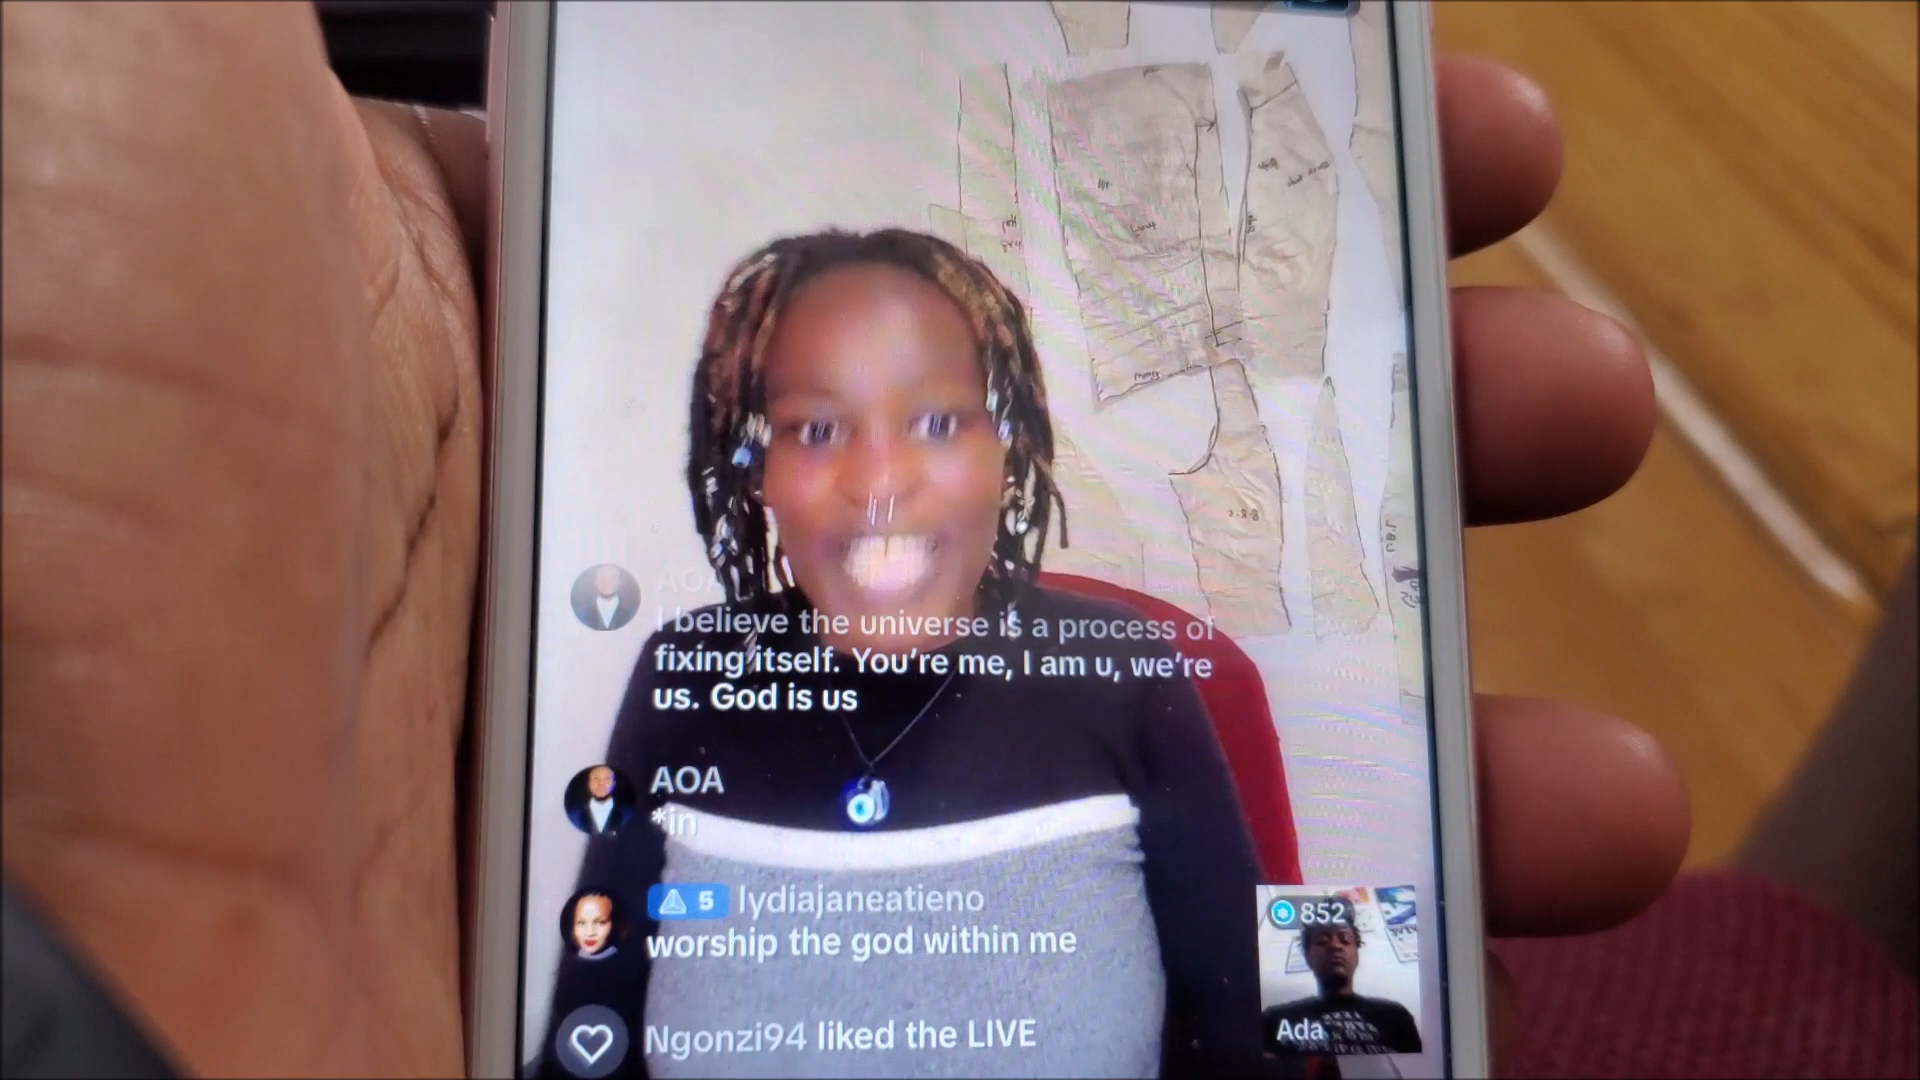 AOA
I believe the universe is a process of
fixing itself. You're me, I am u, we're
us. God is us
AOA
*in
5 lydiajaneatieno
worship the god within me
Ngonzi94 liked the LIVE
852
Ada